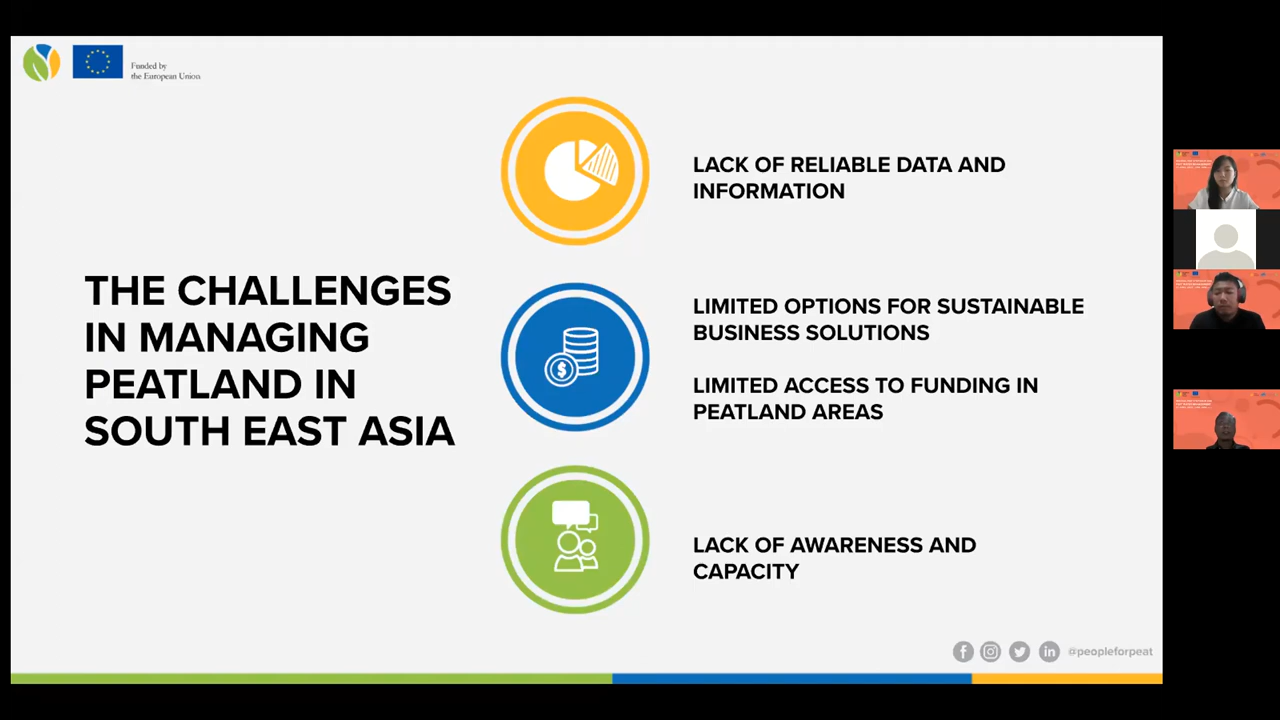 Funded by
the European Union
THE CHALLENGES
IN MANAGING
PEATLAND IN
SOUTH EAST ASIA
LACK OF RELIABLE DATA AND
INFORMATION
LIMITED OPTIONS FOR SUSTAINABLE
BUSINESS SOLUTIONS
LIMITED ACCESS TO FUNDING IN
PEATLAND AREAS
LACK OF AWARENESS AND
CAPACITY
@peopleforpeat